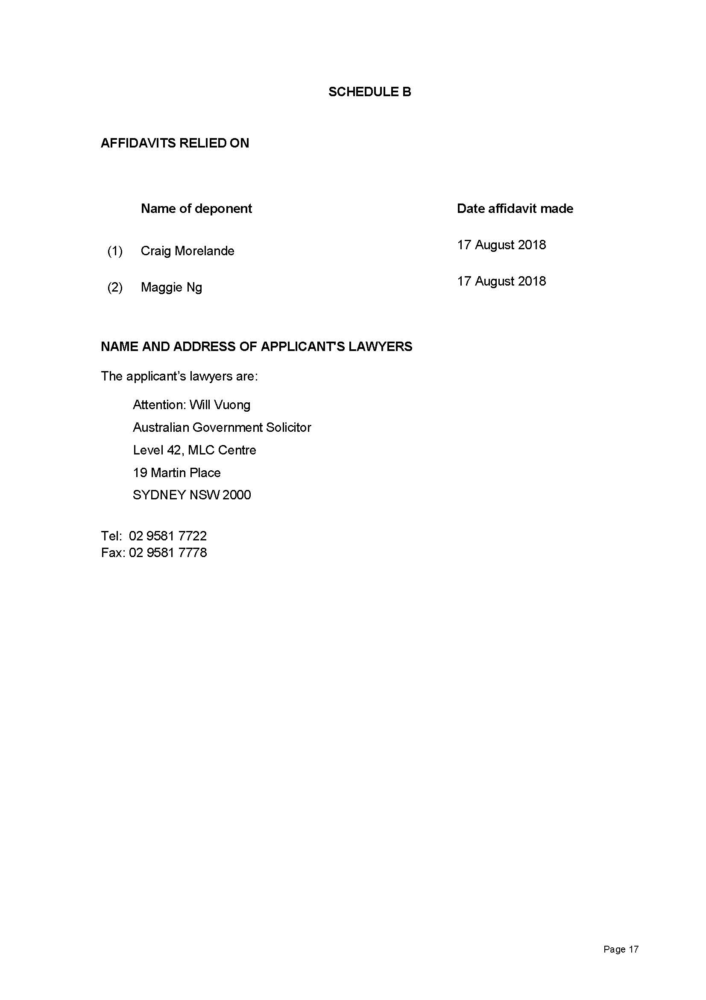 SCHEDULE B
AFFIDAVITS RELIED ON
Name of deponent Date affidavit made
(1) Craig Morelande 17 August 2018
(2) Maggie Ng 17 August 2018
NAME AND ADDRESS OF APPLICANT'S LAWYERS
The applicant’s lawyers are:
Attention: Will Vuong
Australian Government Solicitor
Level 42, MLC Centre
19 Martin Place
SYDNEY NSW 2000
Tel: 02 9581 7722
Fax: 02 9581 7778
Page 17